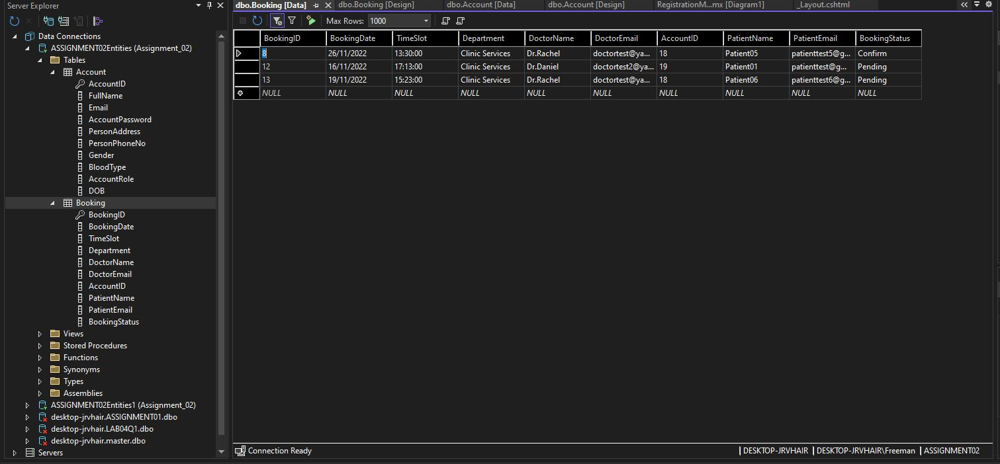 Server Explorer
Data Connections
ASSIGNMENT02Entities (Assignment_02)
Tables
Account
AccountID
FullName
Email
AccountPassword
PersonAddress
PersonPhoneNo
Gender
BloodType
AccountRole
DOB
Booking
BookingID
BookingDate
TimeSlot
Department
DoctorName
DoctorEmail
AccountID
PatientName
PatientEmail
BookingStatus
Views
Stored Procedures
Functions
Synonyms
Types
Assemblies
ASSIGNMENT02Entities1 (Assignment_02)
desktop-jrvhair.ASSIGNMENT01.dbo
desktop-jrvhair.LAB04Q1.dbo
desktop-jrvhair.master.dbo
Servers
dbo.Booking [Data] dbo.Booking [Design] dbo.Account [Data] dbo.Account [Design] RegistrationM...mx [Diagram1] _Layout.cshtml
Max Rows: 1000
BookingID BookingDate TimeSlot Department DoctorName DoctorEmail AccountID PatientName PatientEmail BookingStatus
8 26/11/2022 13:30:00 Clinic Services Dr.Rachel doctortest@ya... 18 Patient05 patienttest5@g... Confirm
12 16/11/2022 17:13:00 Clinic Services Dr.Daniel doctortest2@ya... 19 Patient01 patienttest@g... Pending
13 19/11/2022 15:23:00 Clinic Services Dr.Rachel doctortest@ya... 18 Patient06 patienttest6@g... Pending
NULL NULL NULL NULL NULL NULL NULL NULL NULL NULL
Connection Ready DESKTOP-JRVHAIR DESKTOP-JRVHAIR\Freeman ASSIGNMENT02